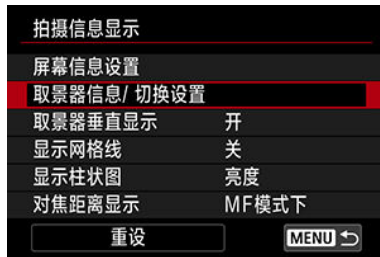 拍摄信息显示
屏幕信息设置
取景器信息/ 切换设置
取景器垂直显示 开
显示网格线 关
显示柱状图 亮度
对焦距离显示 MF模式下
重设 MENU